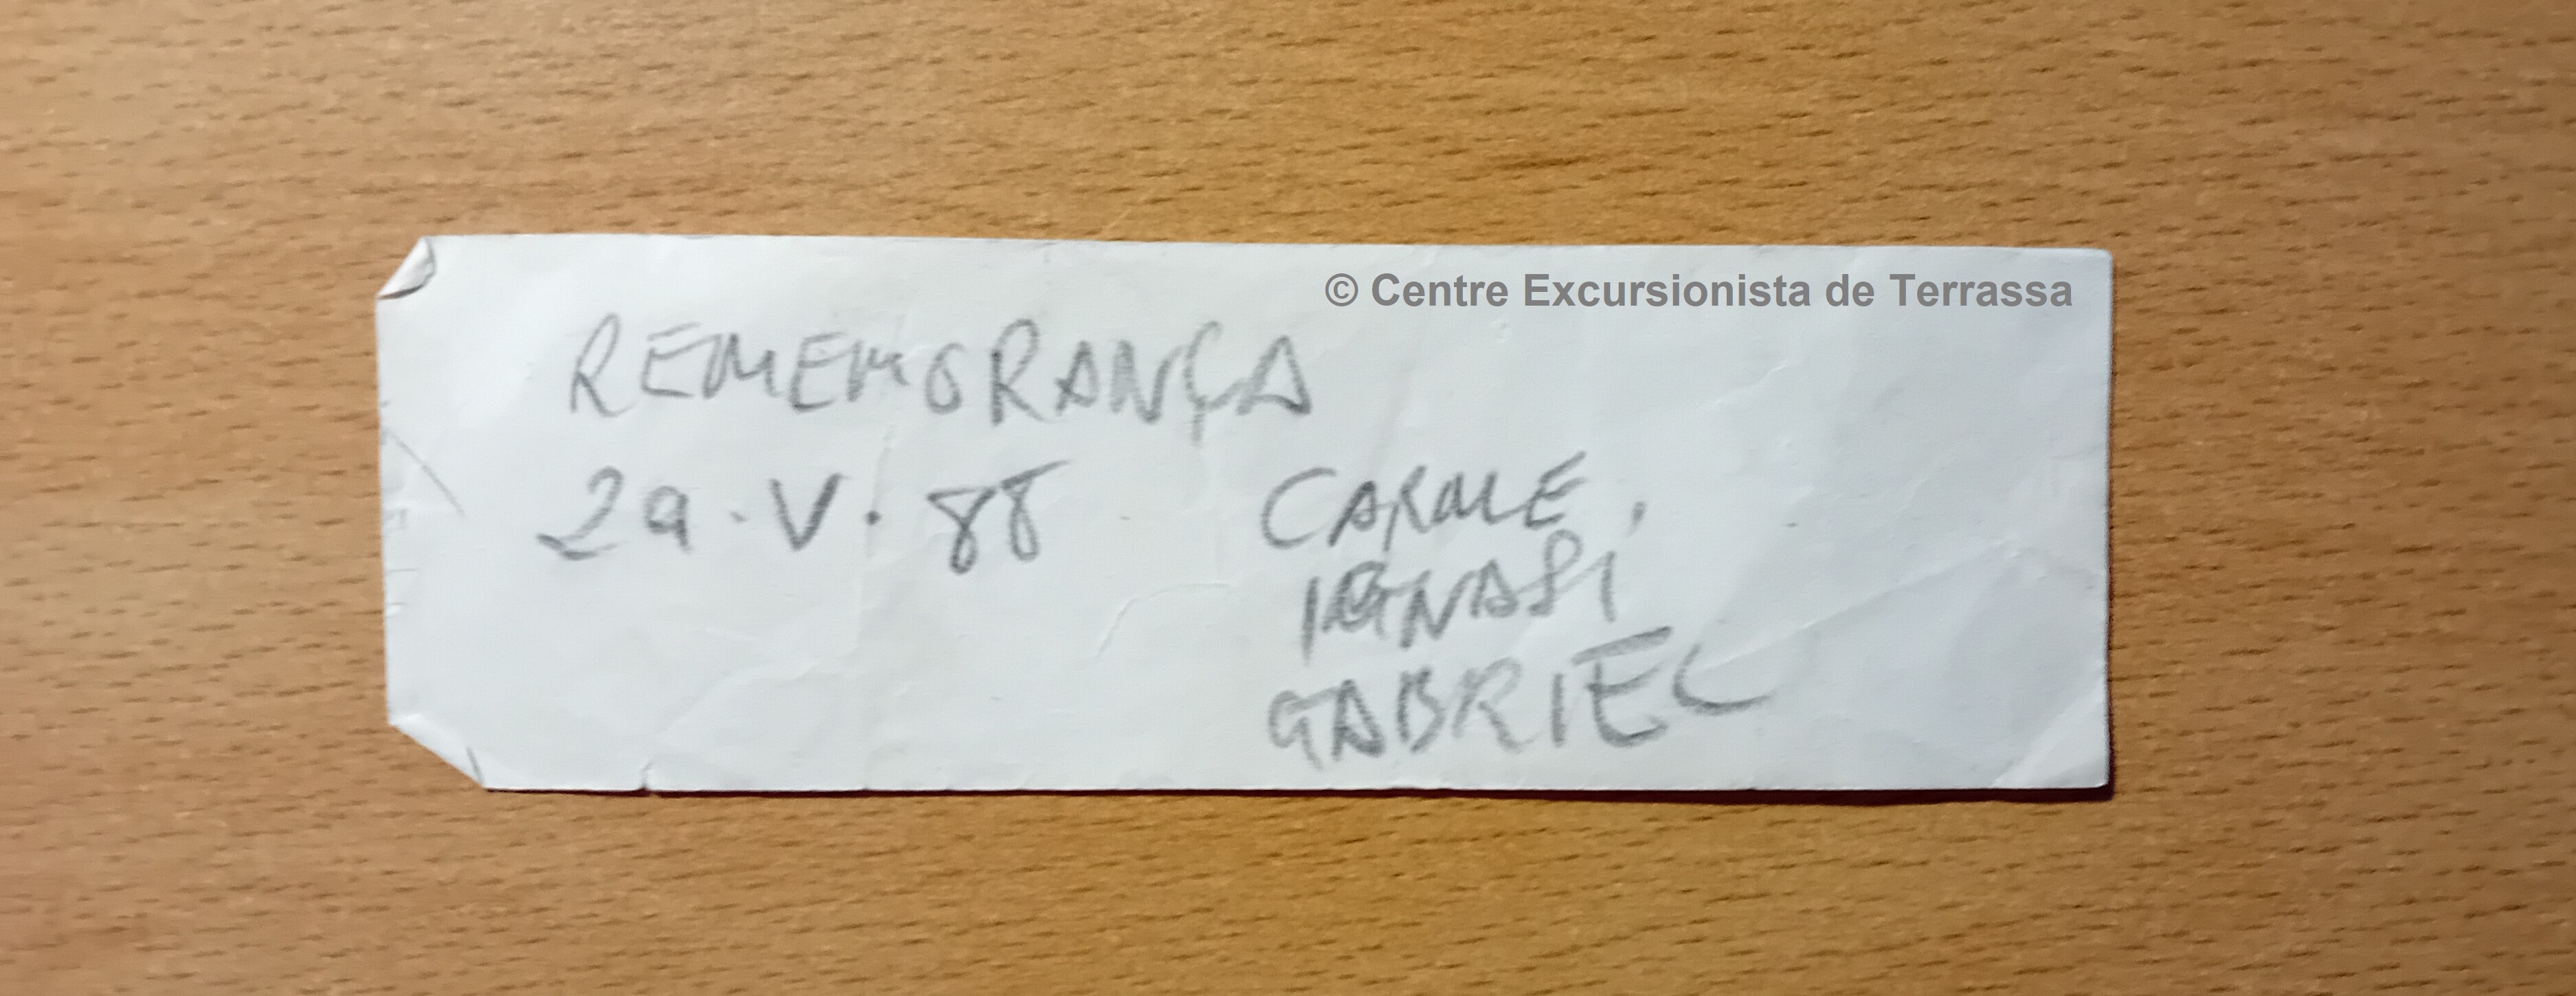 © Centre Excursionista de Terrassa
REMEMORANÇA
29·V·88 CARME,
IGNASI
GABRIEL